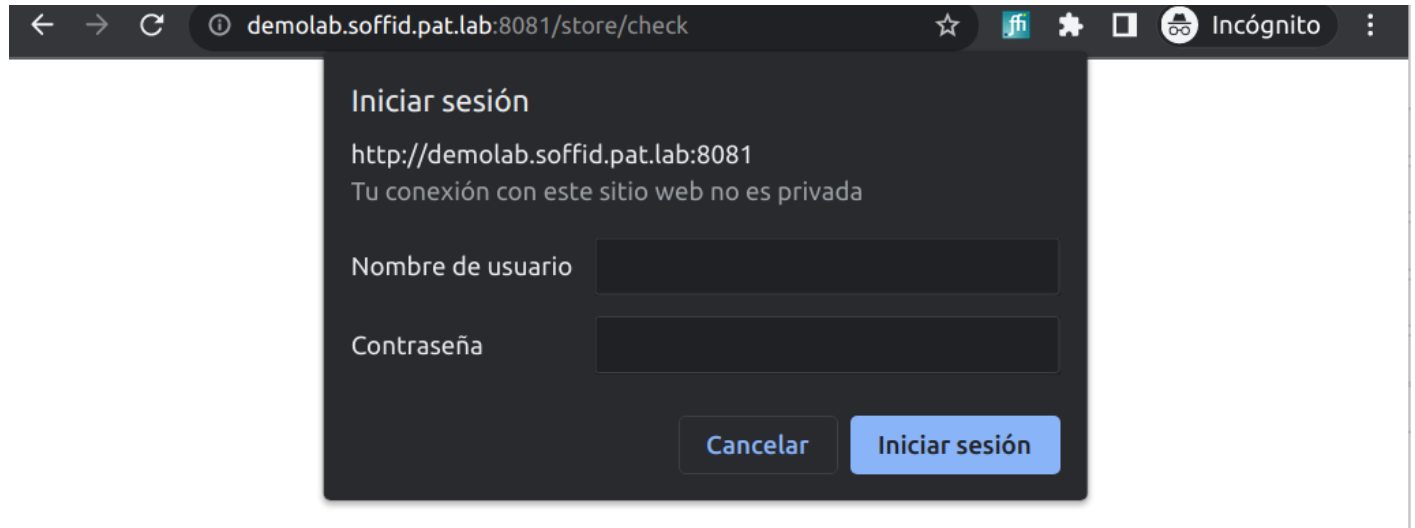 demolab.soffid.pat.lab:8081/store/check
ffi
Incógnito
Iniciar sesión
http://demolab.soffid.pat.lab:8081
Tu conexión con este sitio web no es privada
Nombre de usuario
Contraseña
Cancelar
Iniciar sesión